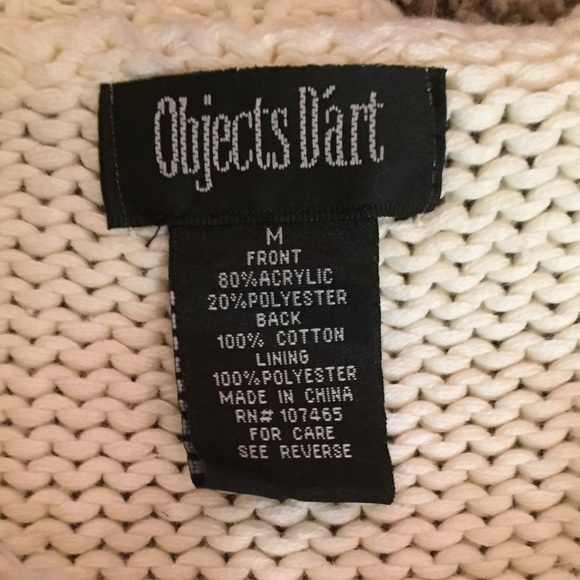 Objects D'art
M
FRONT
80%ACRYLIC
20%POLYESTER
BACK
100% COTTON
LINING
100%POLYESTER
MADE IN CHINA
RN# 107465
FOR CARE
SEE REVERSE